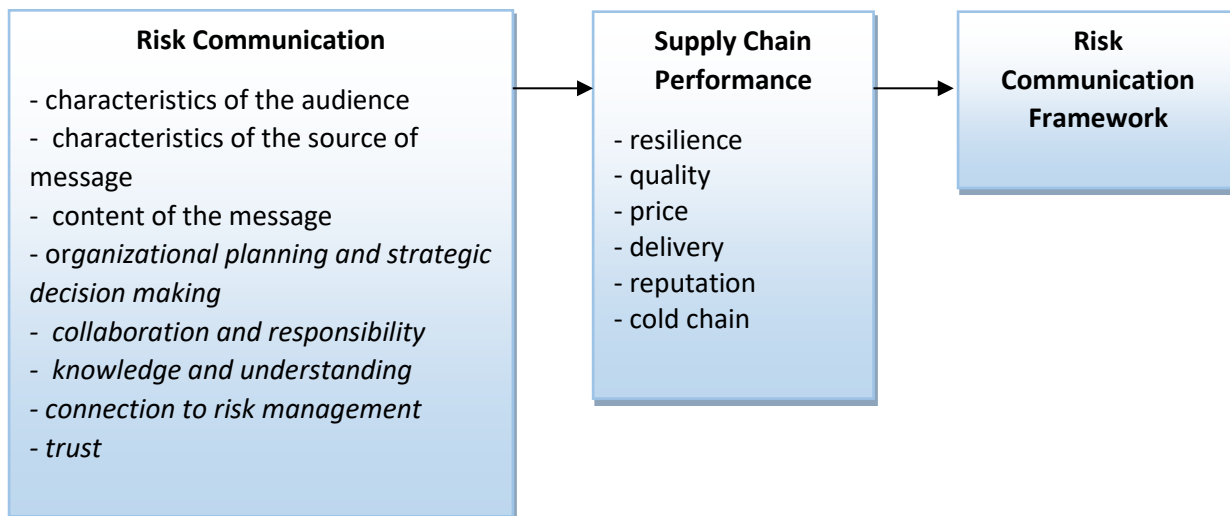 Risk Communication
- characteristics of the audience
- characteristics of the source of
message
- content of the message
- organizational planning and strategic
decision making
- collaboration and responsibility
- knowledge and understanding
- connection to risk management
- trust
Supply Chain
Performance
- resilience
- quality
- price
- delivery
- reputation
- cold chain
Risk
Communication
Framework